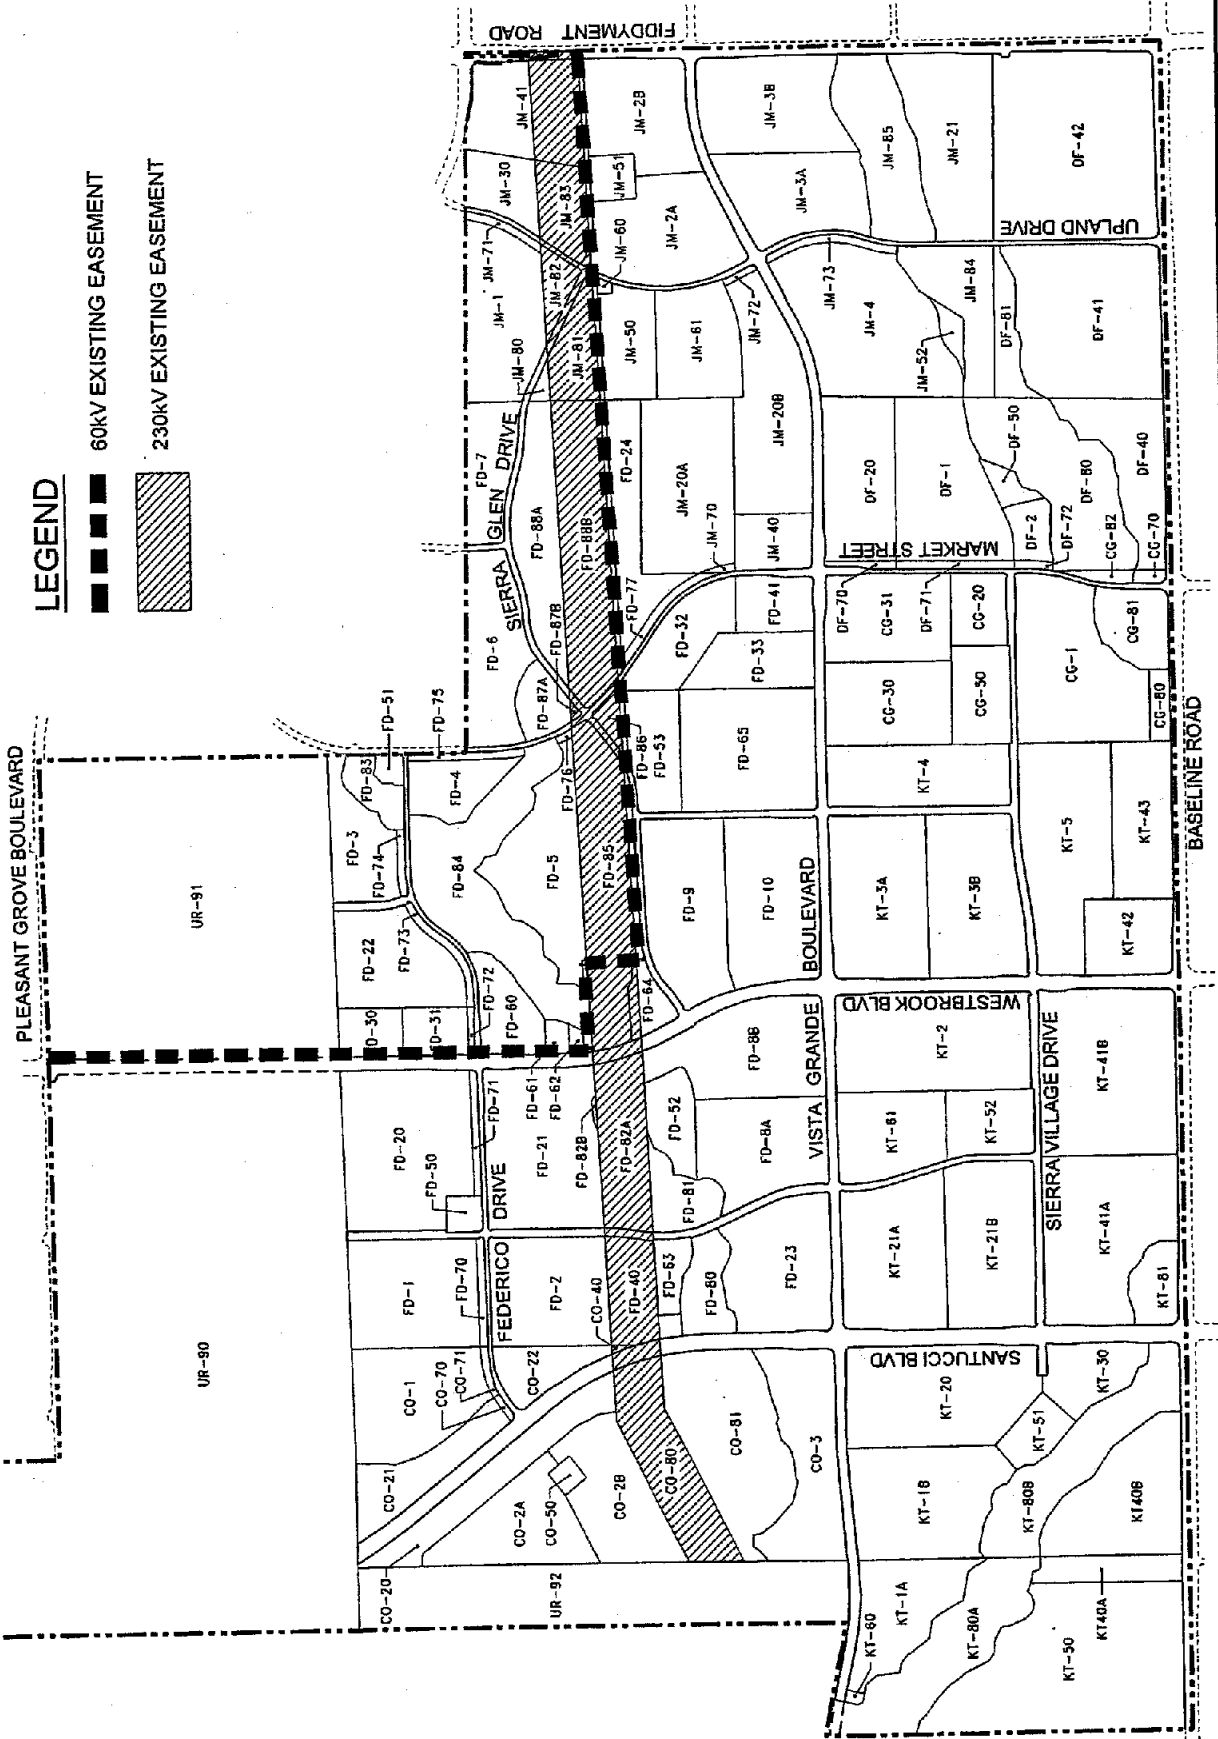 LEGEND
60kV EXISTING EASEMENT
230kV EXISTING EASEMENT
PLEASANT GROVE BOULEVARD
FIDDYMENT ROAD
BASELINE ROAD
UPLAND DRIVE
MARKET STREET
SIERRA GLEN DRIVE
VISTA GRANDE BOULEVARD
WESTBROOK BLVD
SIERRA VILLAGE DRIVE
SANTUCCI BLVD
FEDERICO DRIVE
UR-90
UR-91
UR-92
JM-41
JM-30
JM-71
JM-1
JM-80
JM-83
JM-82
JM-81
JM-2B
JM-51
JM-60
JM-2A
JM-50
JM-61
JM-72
JM-3B
JM-3A
JM-85
JM-21
JM-73
JM-4
JM-84
JM-52
JM-20B
JM-20A
JM-40
JM-70
DF-42
DF-41
DF-81
DF-50
DF-20
DF-1
DF-2
DF-80
DF-40
DF-72
DF-70
DF-71
CG-82
CG-70
CG-31
CG-20
CG-30
CG-50
CG-1
CG-81
CG-80
FD-7
FD-24
FD-88A
FD-88B
FD-6
FD-87B
FD-87A
FD-77
FD-32
FD-41
FD-33
FD-86
FD-53
FD-65
FD-76
FD-75
FD-51
FD-83
FD-4
FD-3
FD-74
FD-84
FD-5
FD-85
FD-9
FD-10
FD-22
FD-73
FD-72
FD-30
FD-31
FD-60
FD-64
FD-61
FD-62
FD-71
FD-20
FD-50
FD-21
FD-82B
FD-82A
FD-52
FD-8B
FD-8A
FD-81
FD-1
FD-70
FD-2
FD-40
FD-63
FD-80
FD-23
CO-40
CO-1
CO-70
CO-71
CO-22
CO-21
CO-20
CO-2A
CO-50
CO-2B
CO-80
CO-81
CO-3
KT-4
KT-5
KT-43
KT-42
KT-3A
KT-3B
KT-2
KT-41B
KT-61
KT-52
KT-21A
KT-21B
KT-41A
KT-81
KT-20
KT-30
KT-51
KT-1B
KT-80B
KT40B
KT-1A
KT-60
KT-80A
KT-50
KT40A